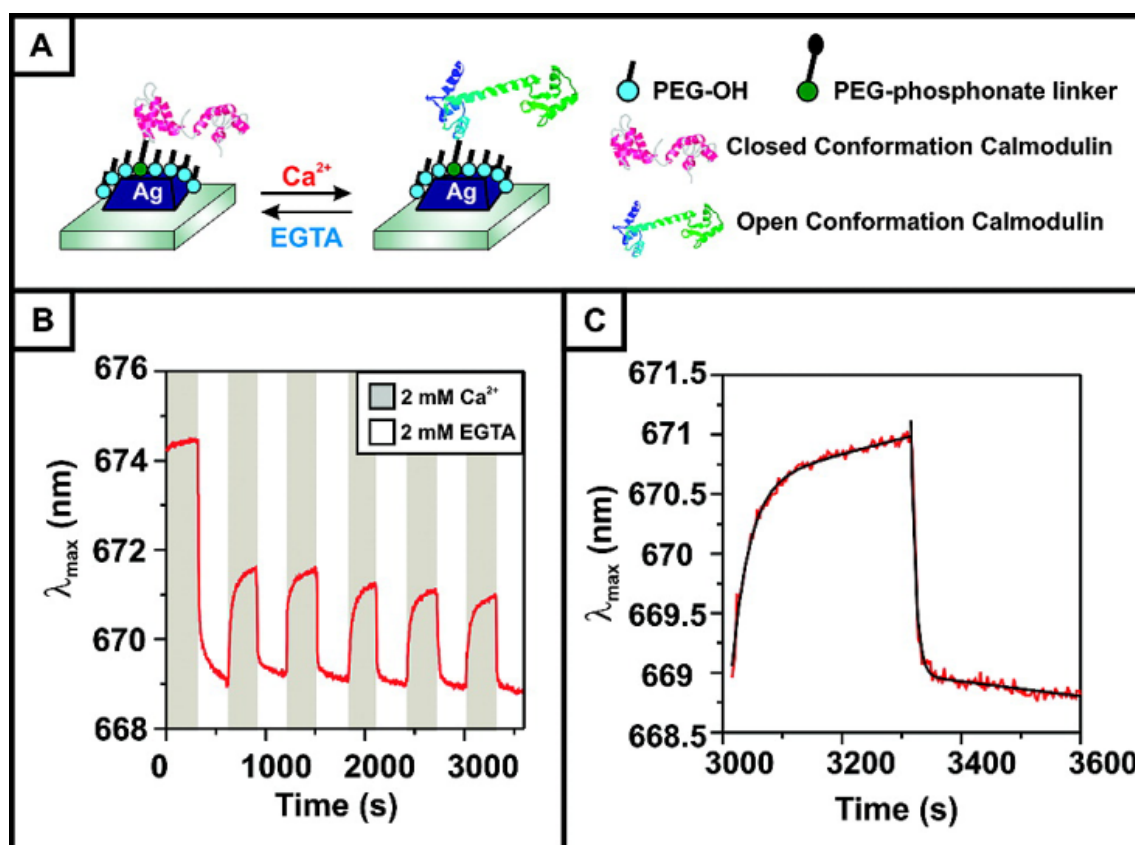 A
PEG-OH
PEG-phosphonate linker
Closed Conformation Calmodulin
Ag
Ca²⁺
EGTA
Ag
Open Conformation Calmodulin
B
676
674
672
670
668
λmax (nm)
2 mM Ca²⁺
2 mM EGTA
0
1000
2000
3000
Time (s)
C
671.5
671
670.5
670
669.5
669
668.5
λmax (nm)
3000
3200
3400
3600
Time (s)